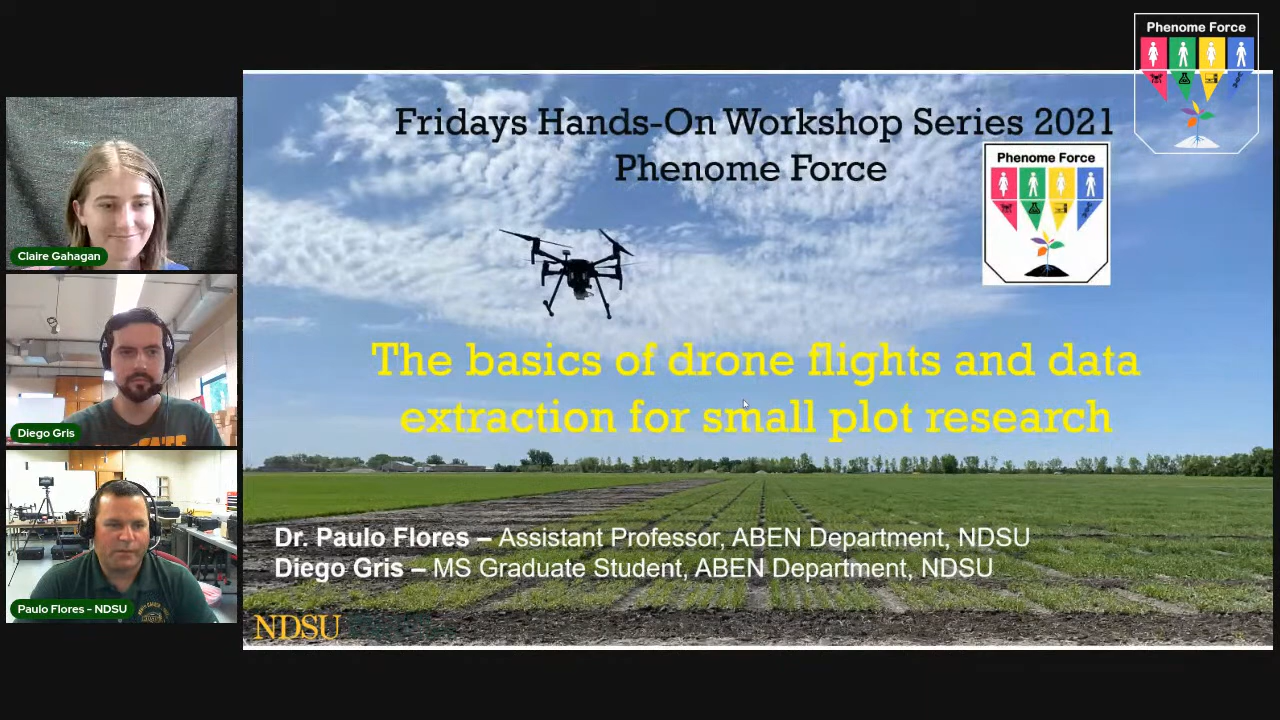 Phenome Force
Fridays Hands-On Workshop Series 2021
Phenome Force
Phenome Force
Claire Gahagan
The basics of drone flights and data
extraction for small plot research
Diego Gris
STATE
Dr. Paulo Flores – Assistant Professor, ABEN Department, NDSU
Diego Gris – MS Graduate Student, ABEN Department, NDSU
Paulo Flores - NDSU
NDSU